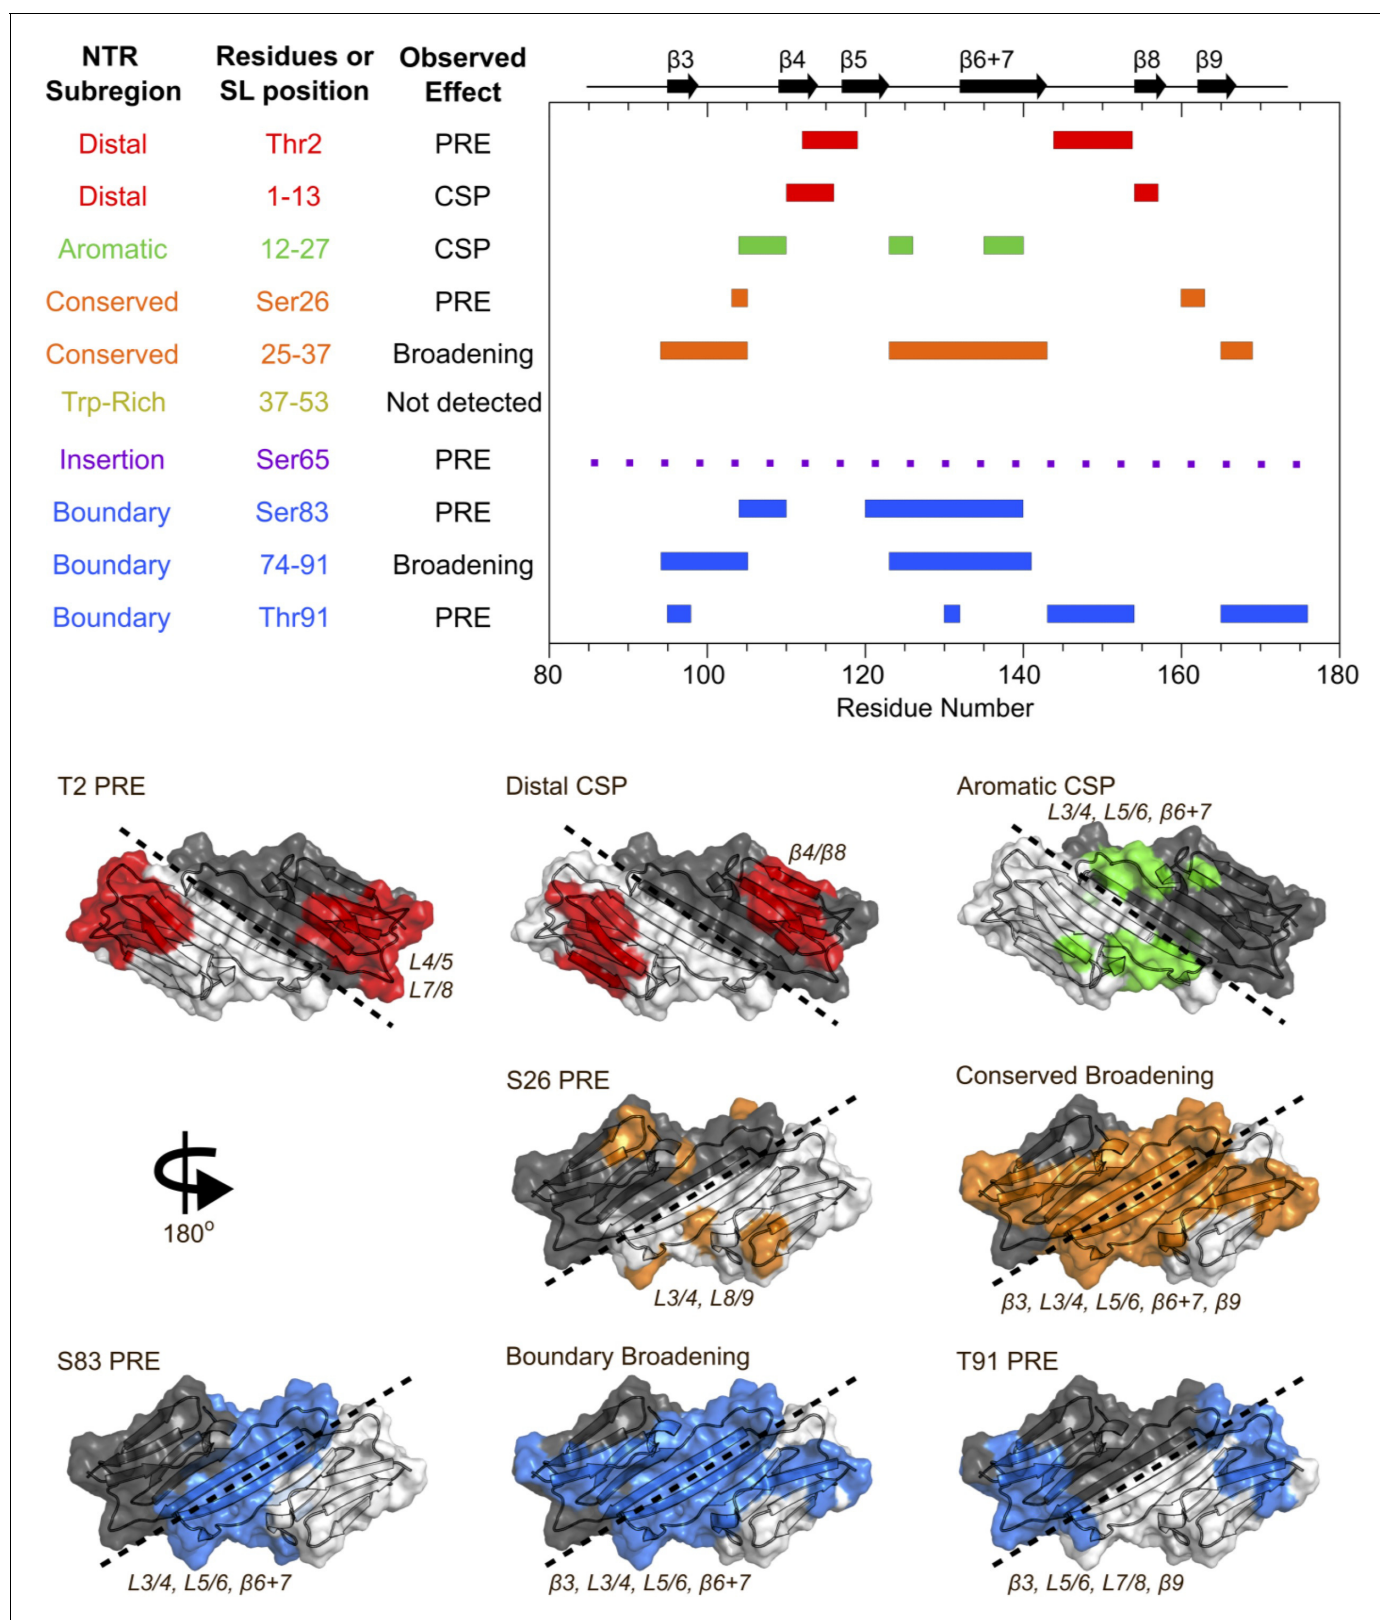 NTR Subregion Residues or SL position Observed Effect
β3 β4 β5 β6+7 β8 β9
Distal Thr2 PRE
Distal 1-13 CSP
Aromatic 12-27 CSP
Conserved Ser26 PRE
Conserved 25-37 Broadening
Trp-Rich 37-53 Not detected
Insertion Ser65 PRE
Boundary Ser83 PRE
Boundary 74-91 Broadening
Boundary Thr91 PRE
80 100 120 140 160 180
Residue Number
T2 PRE
L4/5
L7/8
Distal CSP
β4/β8
Aromatic CSP
L3/4, L5/6, β6+7
180°
S26 PRE
L3/4, L8/9
Conserved Broadening
β3, L3/4, L5/6, β6+7, β9
S83 PRE
L3/4, L5/6, β6+7
Boundary Broadening
β3, L3/4, L5/6, β6+7
T91 PRE
β3, L5/6, L7/8, β9